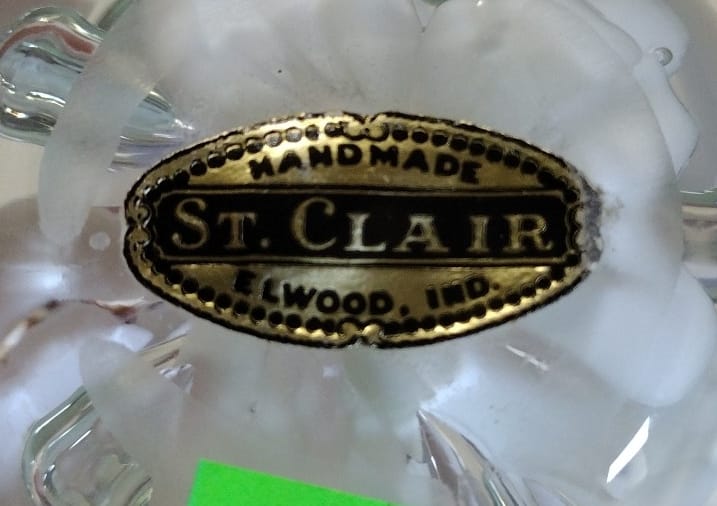 HANDMADE
ST. CLAIR
ELWOOD, IND.